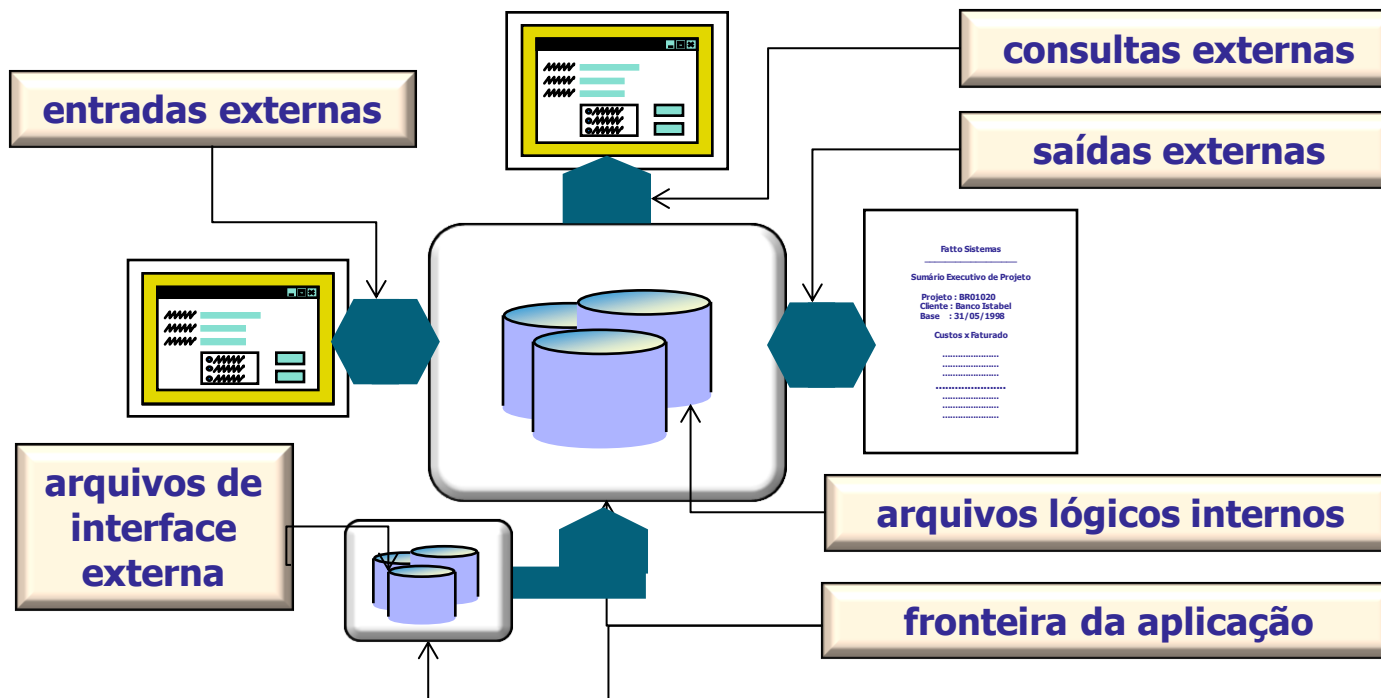 consultas externas
entradas externas
saídas externas
Fatto Sistemas
Sumário Executivo de Projeto
Projeto : BR01020
Cliente : Banco Istabel
Base : 31/05/1998
Custos x Faturado
arquivos de
interface
externa
arquivos lógicos internos
fronteira da aplicação